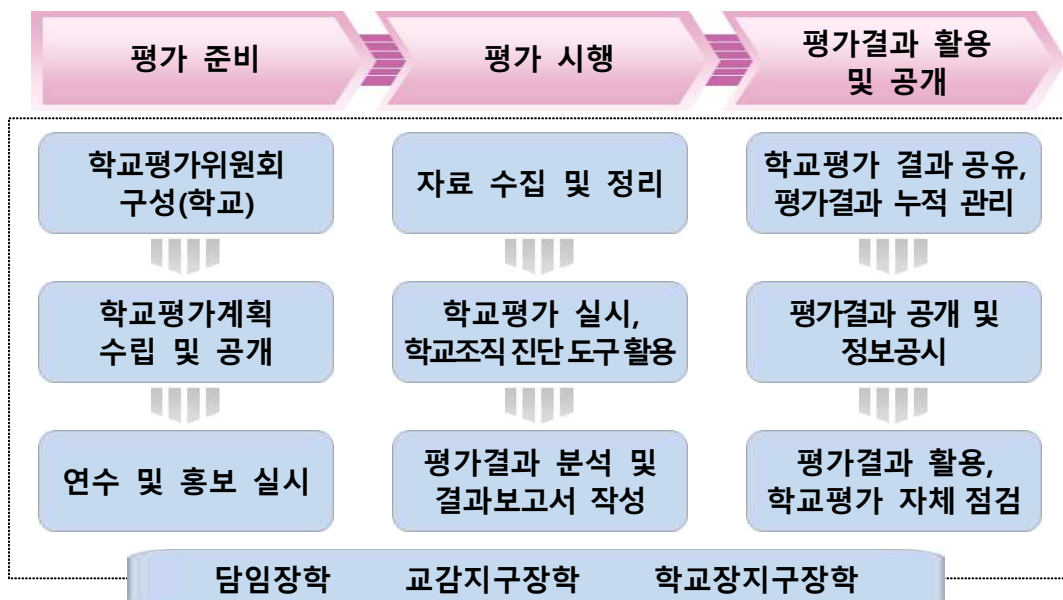 평가 준비
평가 시행
평가결과 활용
및 공개
학교평가위원회
구성(학교)
학교평가계획
수립 및 공개
연수 및 홍보 실시
자료 수집 및 정리
학교평가 실시,
학교조직 진단 도구 활용
평가결과 분석 및
결과보고서 작성
학교평가 결과 공유,
평가결과 누적 관리
평가결과 공개 및
정보공시
평가결과 활용,
학교평가 자체 점검
담임장학 교감지구장학 학교장지구장학